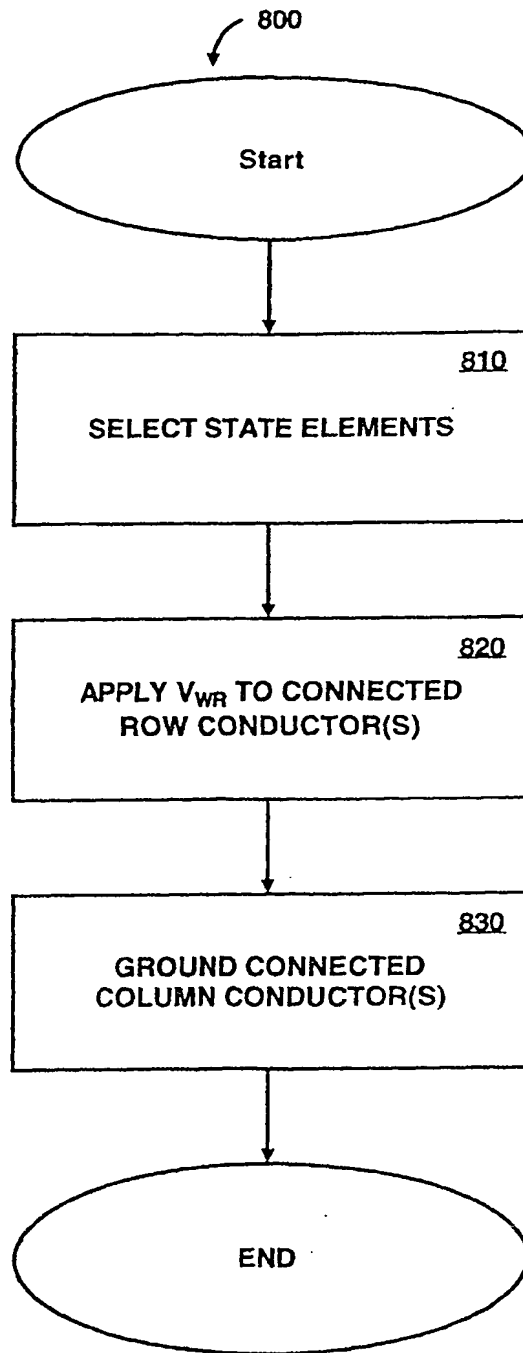 800
Start
810
SELECT STATE ELEMENTS
820
APPLY VWR TO CONNECTED
ROW CONDUCTOR(S)
830
GROUND CONNECTED
COLUMN CONDUCTOR(S)
END